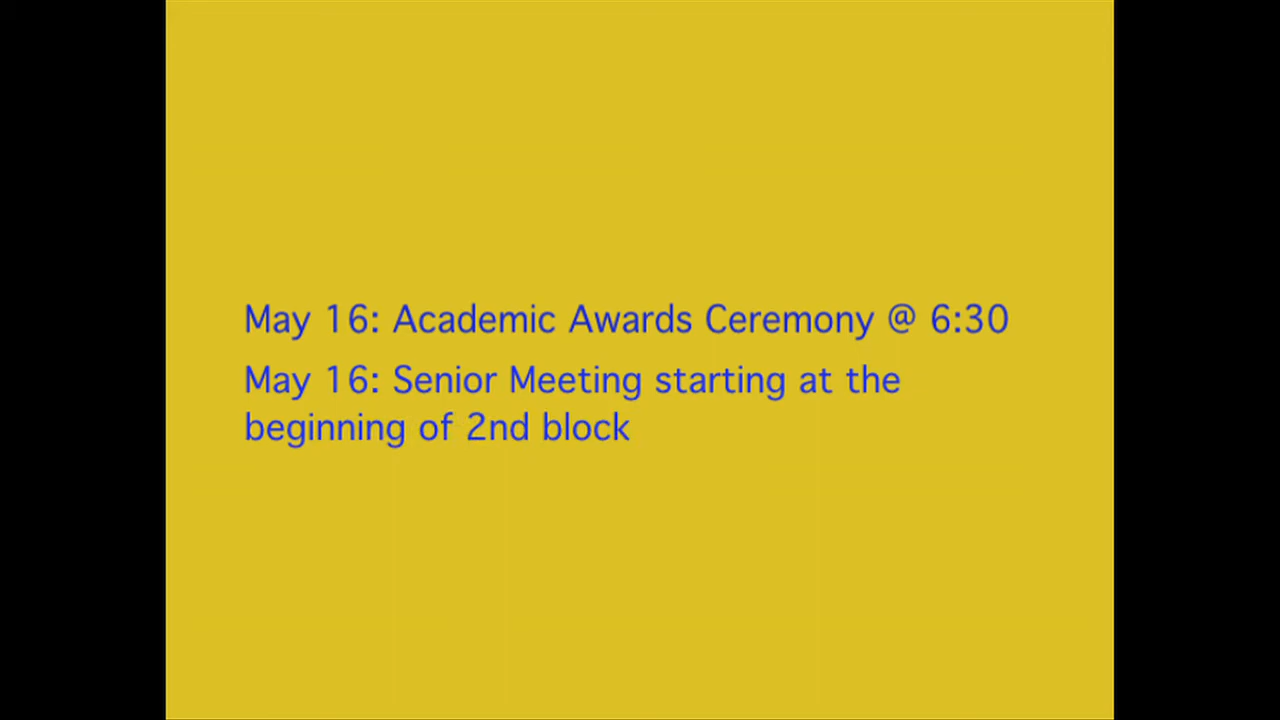 May 16: Academic Awards Ceremony @ 6:30
May 16: Senior Meeting starting at the
beginning of 2nd block